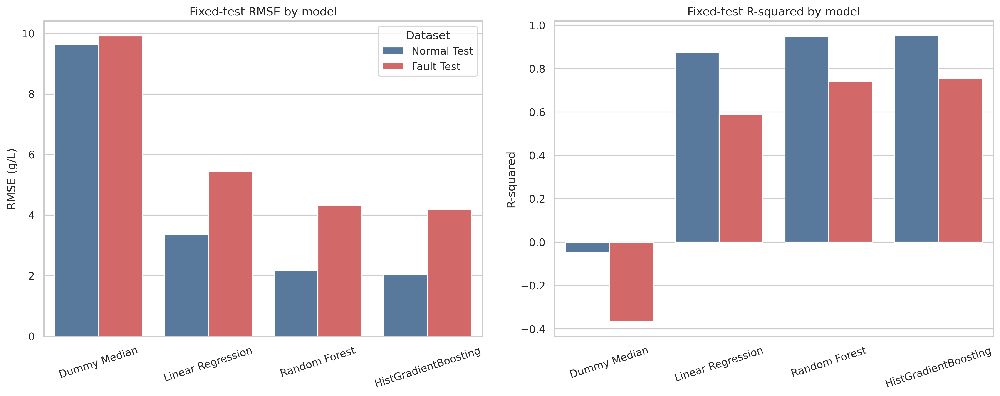 Fixed-test RMSE by model
RMSE (g/L)
10
8
6
4
2
0
Dataset
Normal Test
Fault Test
Dummy Median
Linear Regression
Random Forest
HistGradientBoosting
Fixed-test R-squared by model
R-squared
1.0
0.8
0.6
0.4
0.2
0.0
−0.2
−0.4
Dummy Median
Linear Regression
Random Forest
HistGradientBoosting